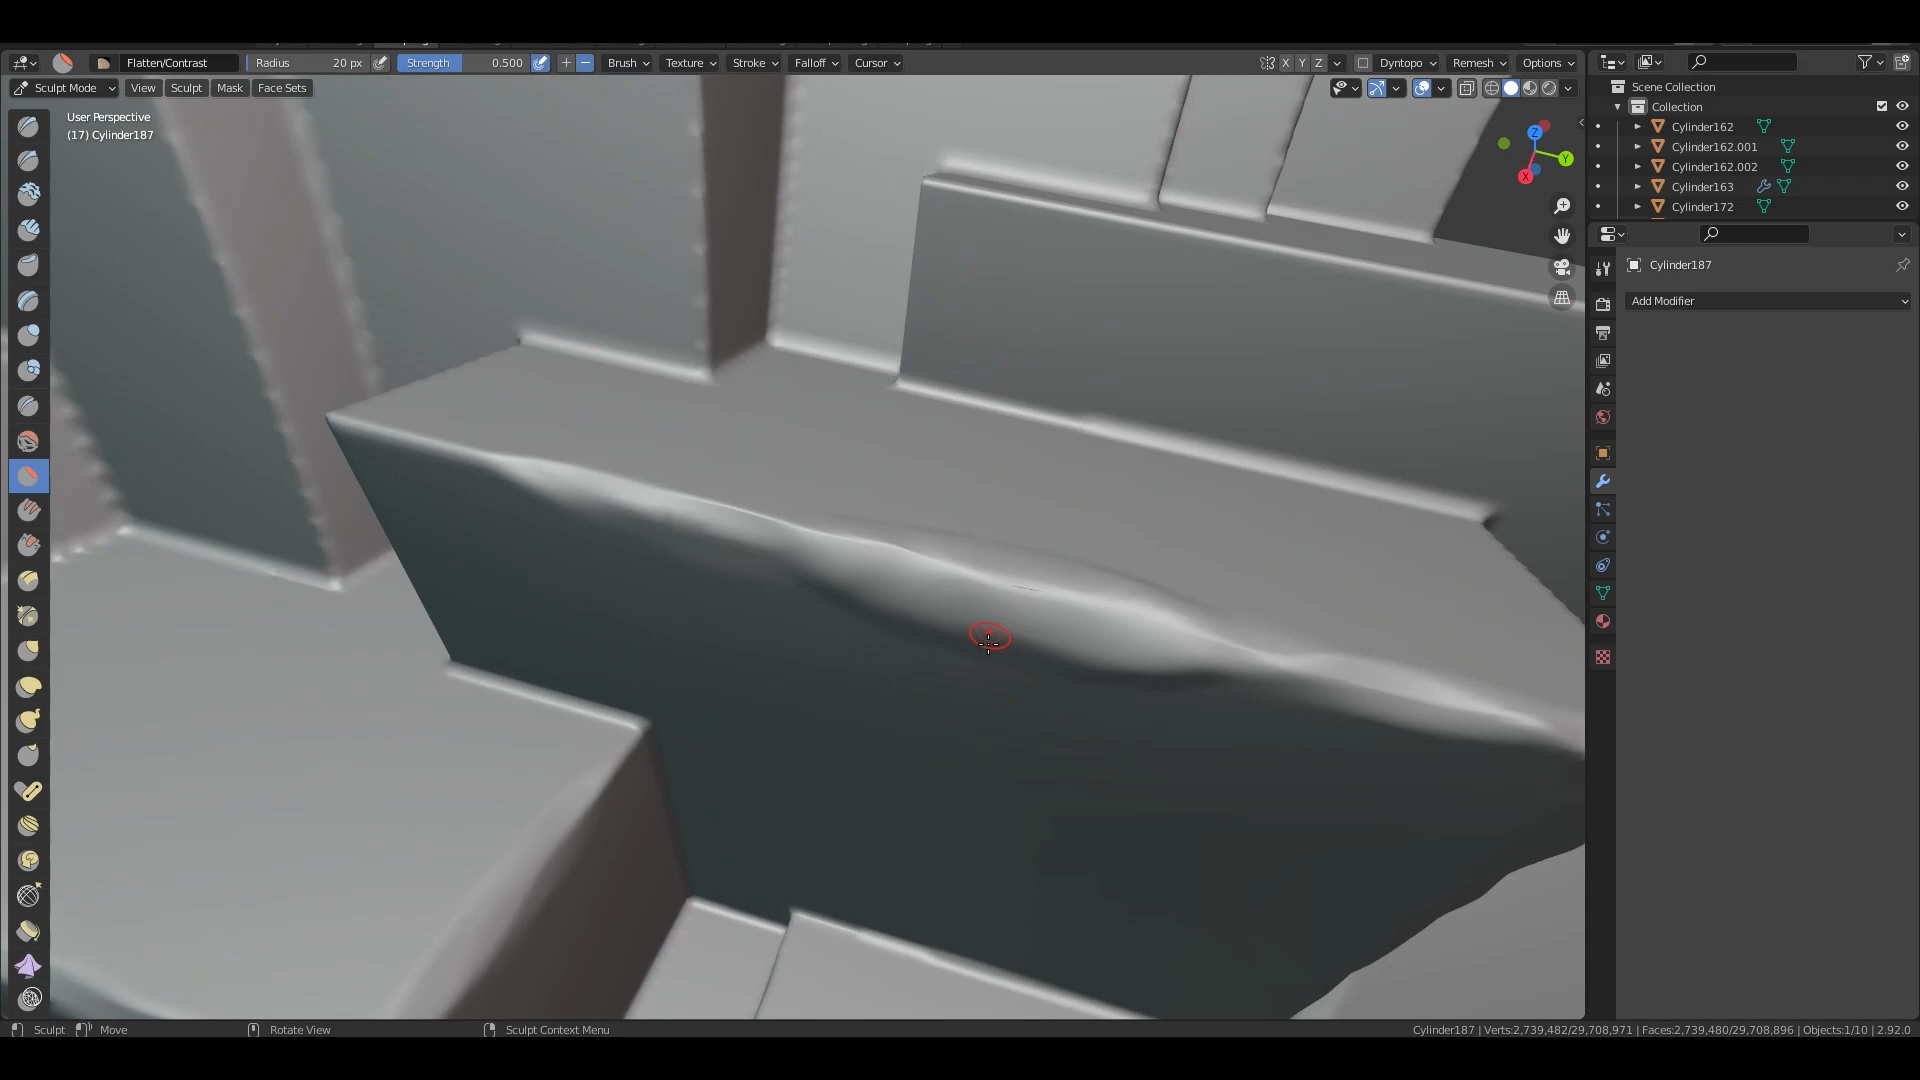 Flatten/Contrast Radius 20 px Strength 0.500 Brush Texture Stroke Falloff Cursor X Y Z Dyntopo Remesh Options
Sculpt Mode View Sculpt Mask Face Sets
User Perspective
(17) Cylinder187
Z
Y
X
Scene Collection
Collection
Cylinder162
Cylinder162.001
Cylinder162.002
Cylinder163
Cylinder172
Cylinder187
Add Modifier
Sculpt Move Rotate View Sculpt Context Menu Cylinder187 | Verts:2,739,482/29,708,971 | Faces:2,739,480/29,708,896 | Objects:1/10 | 2.92.0